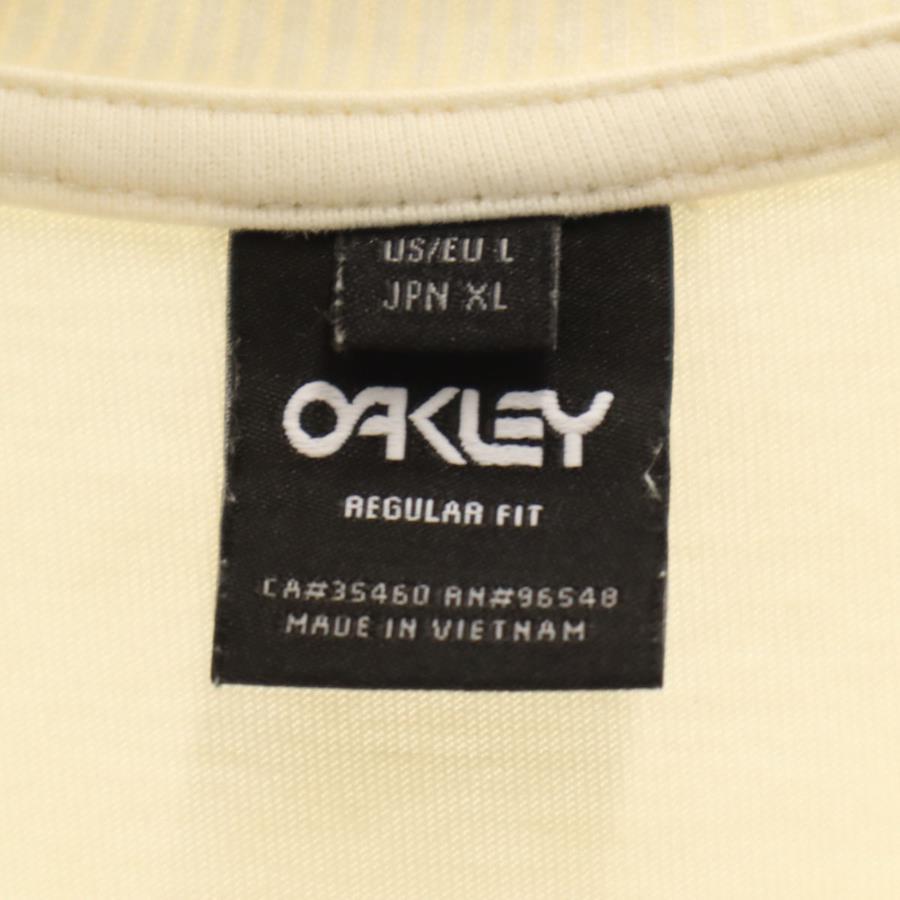 US/EU L
JPN XL
OAKLEY
REGULAR FIT
CA#35460 RN#96548
MADE IN VIETNAM